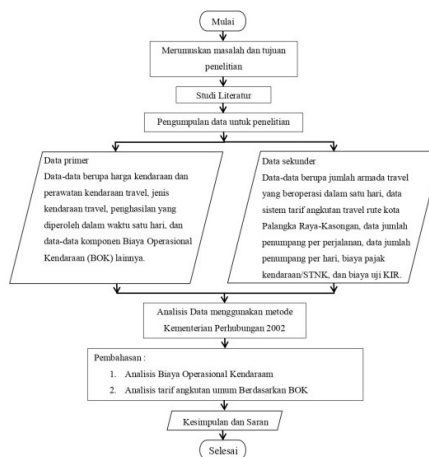 Mulai
Merumuskan masalah dan tujuan
penelitian
Studi Literatur
Pengumpulan data untuk penelitian
Data primer
Data-data berupa harga kendaraan dan
perawatan kendaraan travel, jenis
kendaraan travel, penghasilan yang
diperoleh dalam waktu satu hari, dan
data-data komponen Biaya Operasional
Kendaraan (BOK) lainnya.
Data sekunder
Data-data berupa jumlah armada travel
yang beroperasi dalam satu hari, data
sistem tarif angkutan travel rute kota
Palangka Raya-Kasongan, data jumlah
penumpang per perjalanan, data jumlah
penumpang per hari, biaya pajak
kendaraan/STNK, dan biaya uji KIR.
Analisis Data menggunakan metode
Kementerian Perhubungan 2002
Pembahasan :
1. Analisis Biaya Operasional Kendaraam
2. Analisis tarif angkutan umum Berdasarkan BOK
Kesimpulan dan Saran
Selesai